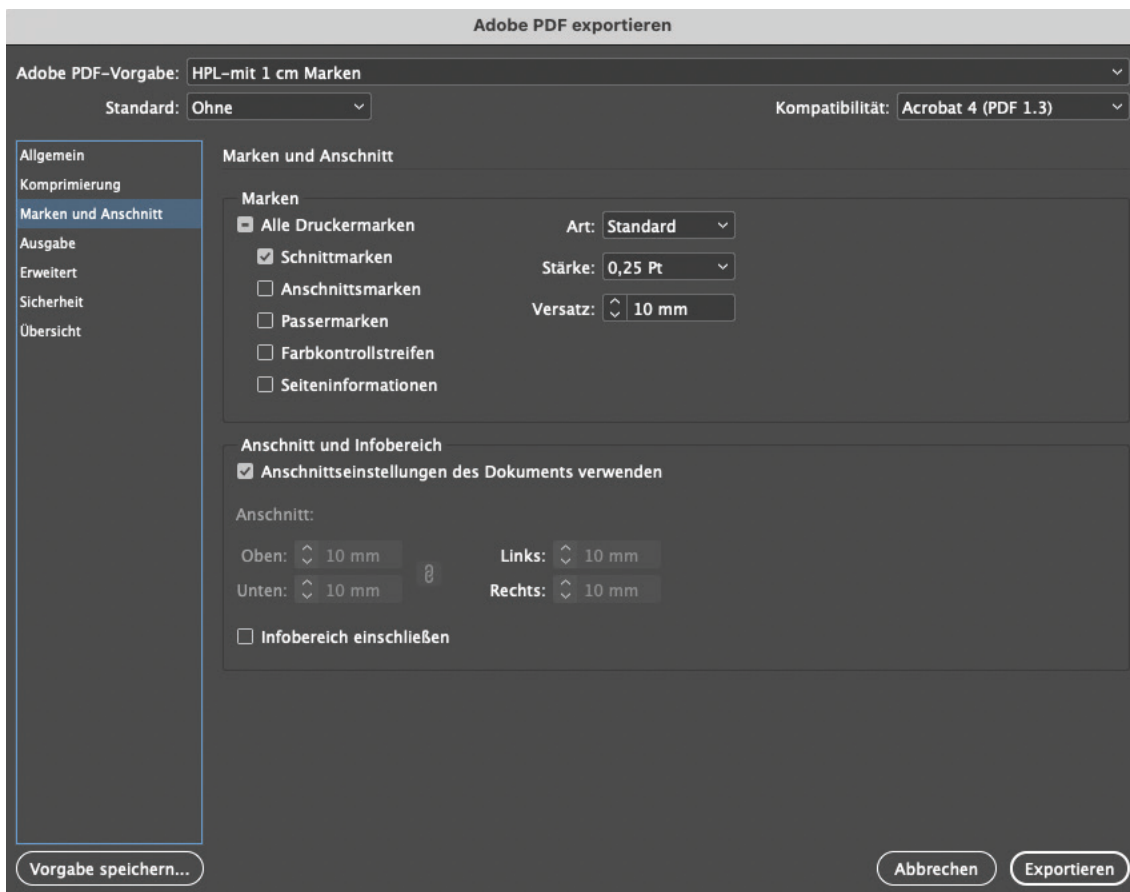 Adobe PDF exportieren
Adobe PDF-Vorgabe: HPL-mit 1 cm Marken
Standard: Ohne Kompatibilität: Acrobat 4 (PDF 1.3)
Allgemein
Komprimierung
Marken und Anschnitt
Ausgabe
Erweitert
Sicherheit
Übersicht
Marken und Anschnitt
Marken
Alle Druckermarken
Schnittmarken
Anschnittsmarken
Passermarken
Farbkontrollstreifen
Seiteninformationen
Art: Standard
Stärke: 0,25 Pt
Versatz: 10 mm
Anschnitt und Infobereich
Anschnittseinstellungen des Dokuments verwenden
Anschnitt:
Oben: 10 mm Links: 10 mm
Unten: 10 mm Rechts: 10 mm
Infobereich einschließen
Vorgabe speichern... Abbrechen Exportieren